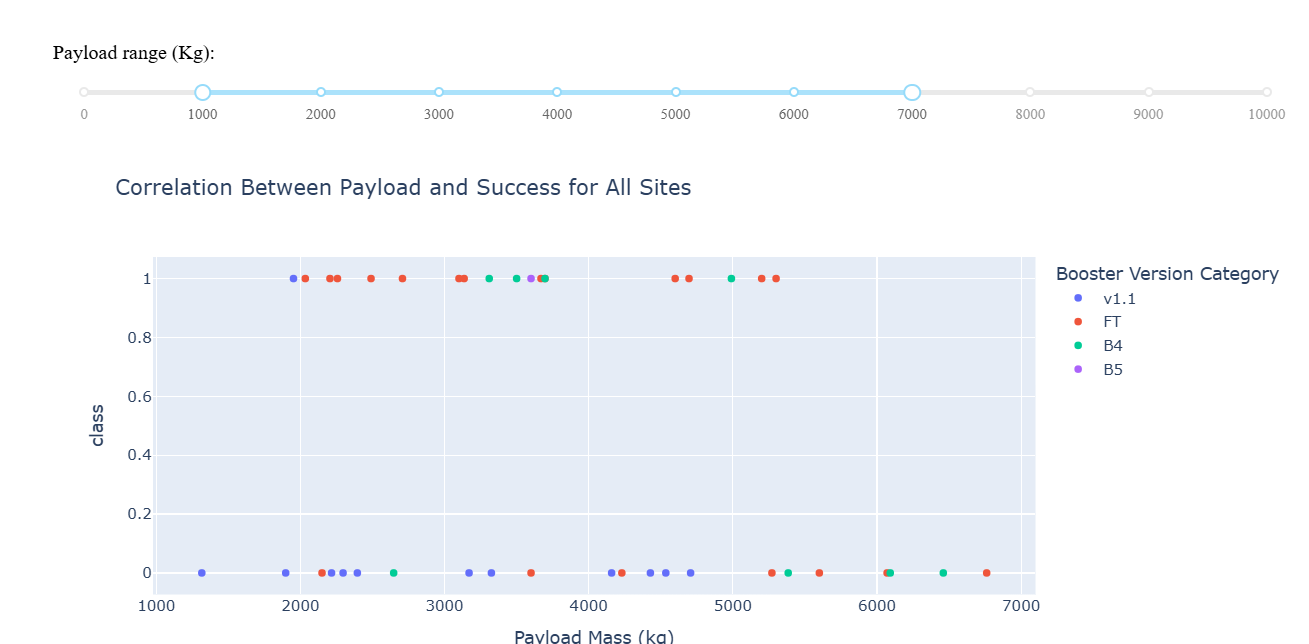 Payload range (Kg):
0 1000 2000 3000 4000 5000 6000 7000 8000 9000 10000
Correlation Between Payload and Success for All Sites
Booster Version Category
v1.1
FT
B4
B5
1
0.8
0.6
0.4
0.2
0
class
1000 2000 3000 4000 5000 6000 7000
Payload Mass (kg)